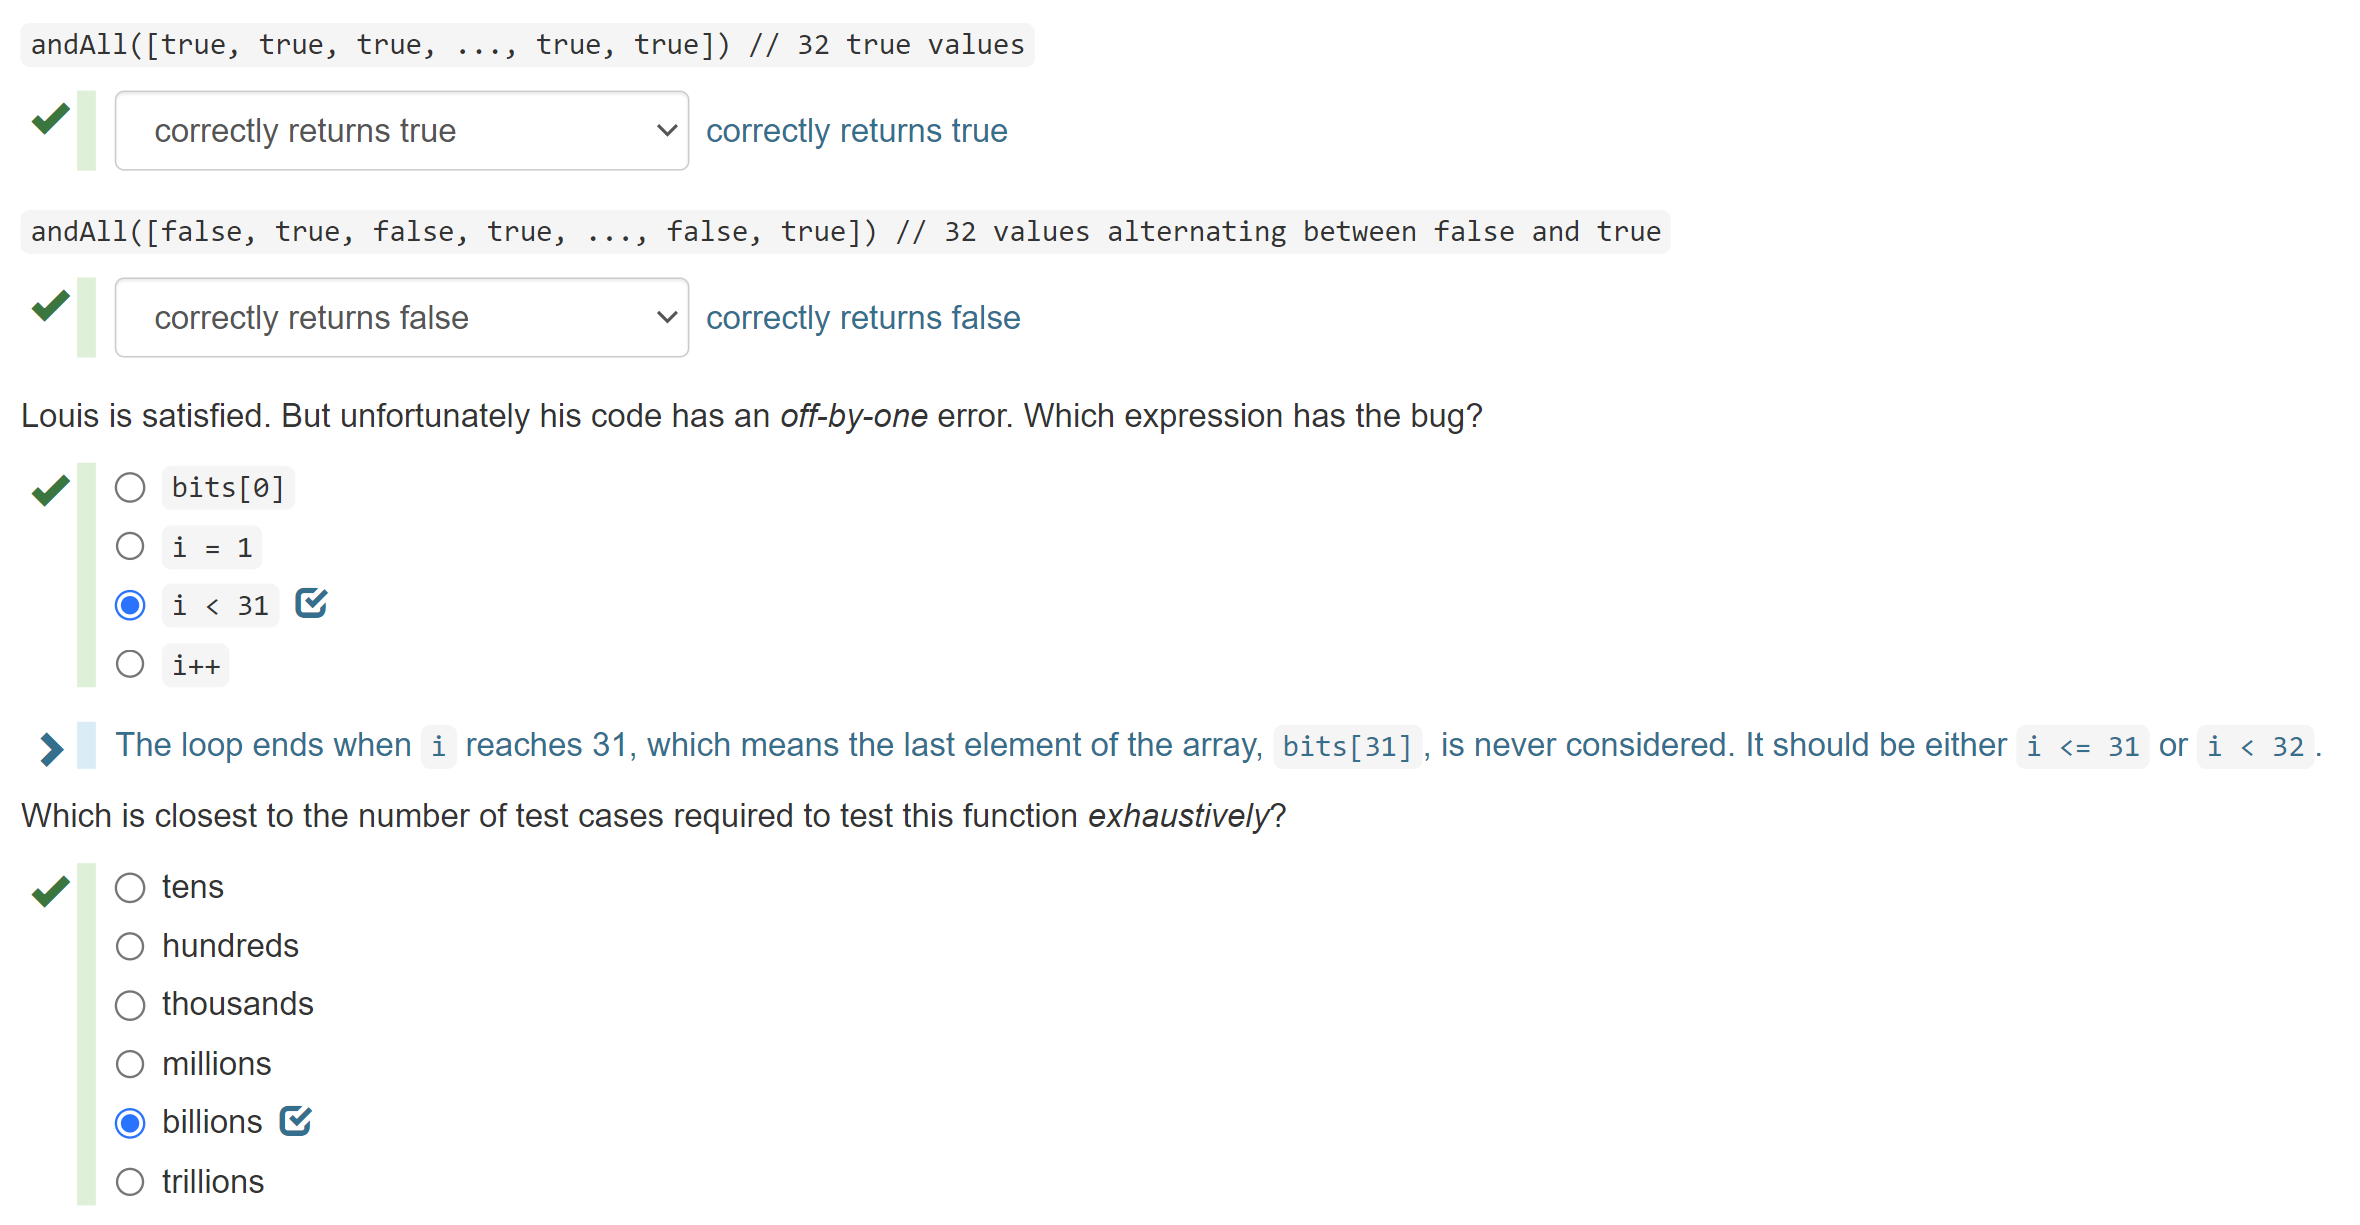 andAll([true, true, true, ..., true, true]) // 32 true values
correctly returns true correctly returns true
andAll([false, true, false, true, ..., false, true]) // 32 values alternating between false and true
correctly returns false correctly returns false
Louis is satisfied. But unfortunately his code has an off-by-one error. Which expression has the bug?
bits[0]
i = 1
i < 31
i++
The loop ends when i reaches 31, which means the last element of the array, bits[31], is never considered. It should be either i <= 31 or i < 32.
Which is closest to the number of test cases required to test this function exhaustively?
tens
hundreds
thousands
millions
billions
trillions